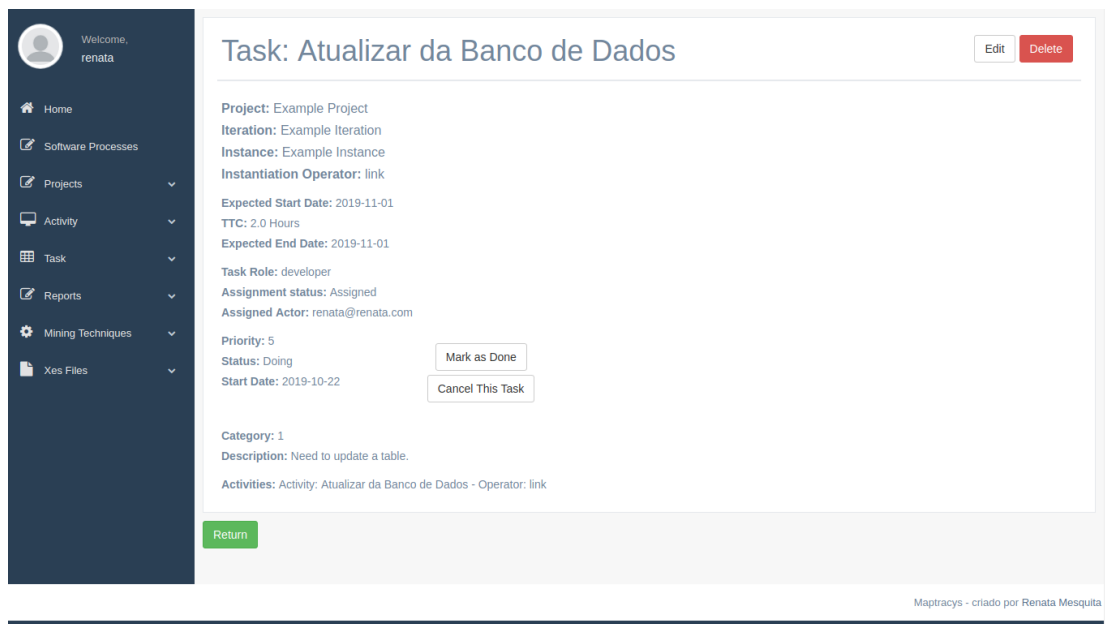 Welcome,
renata
Home
Software Processes
Projects
Activity
Task
Reports
Mining Techniques
Xes Files
Task: Atualizar da Banco de Dados
Edit
Delete
Project: Example Project
Iteration: Example Iteration
Instance: Example Instance
Instantiation Operator: link
Expected Start Date: 2019-11-01
TTC: 2.0 Hours
Expected End Date: 2019-11-01
Task Role: developer
Assignment status: Assigned
Assigned Actor: renata@renata.com
Priority: 5
Status: Doing
Start Date: 2019-10-22
Mark as Done
Cancel This Task
Category: 1
Description: Need to update a table.
Activities: Activity: Atualizar da Banco de Dados - Operator: link
Return
Maptracys - criado por Renata Mesquita